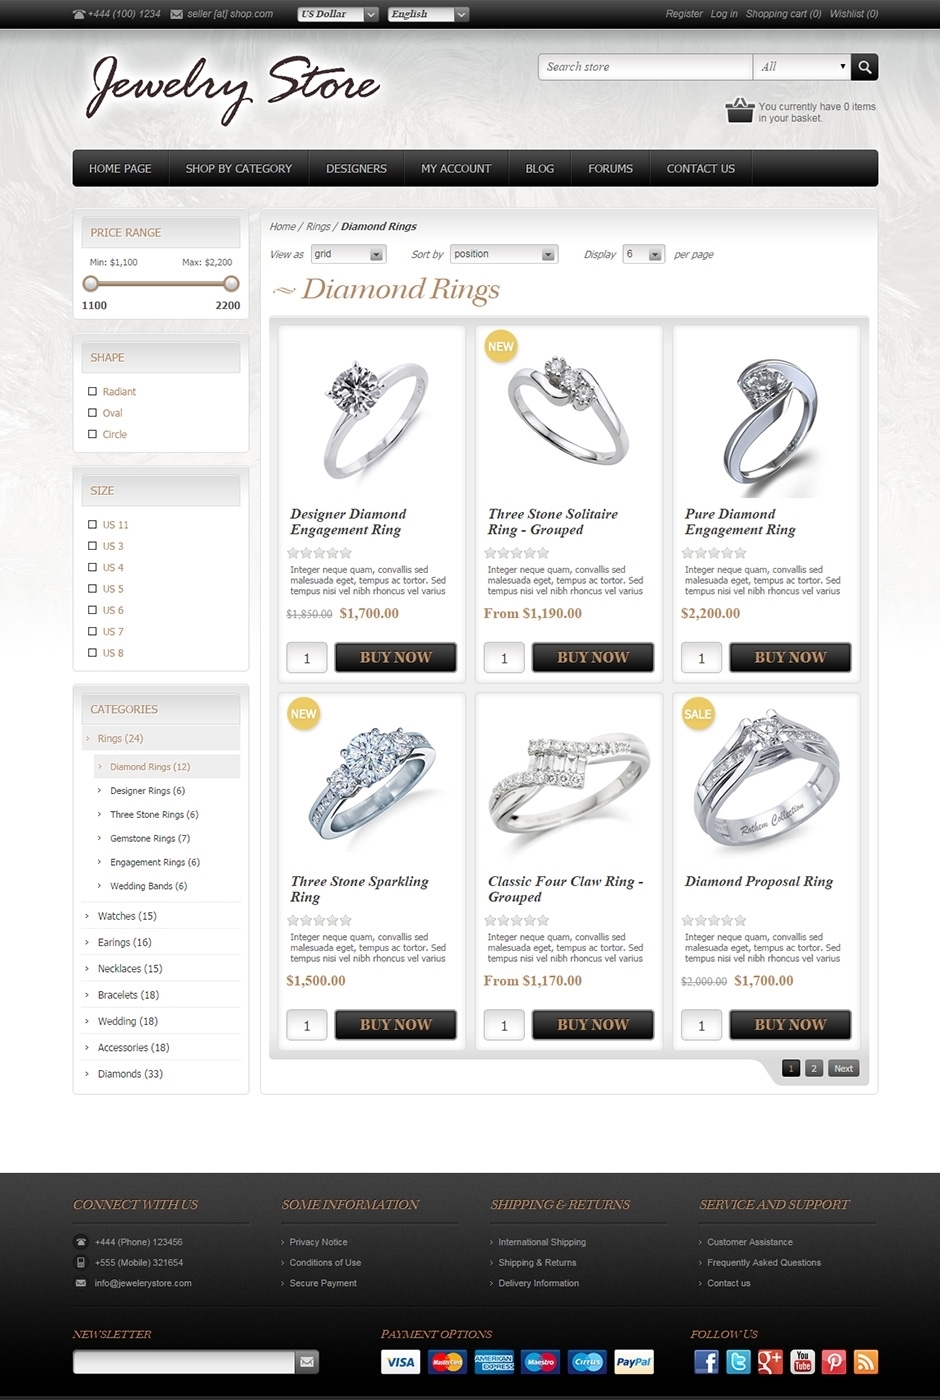 +444 (100) 1234 seller [at] shop.com US Dollar English Register Log in Shopping cart (0) Wishlist (0)
Jewelry Store
Search store All
You currently have 0 items
in your basket.
HOME PAGE SHOP BY CATEGORY DESIGNERS MY ACCOUNT BLOG FORUMS CONTACT US
PRICE RANGE
Min: $1,100 Max: $2,200
1100 2200
SHAPE
Radiant
Oval
Circle
SIZE
US 11
US 3
US 4
US 5
US 6
US 7
US 8
CATEGORIES
Rings (24)
Diamond Rings (12)
Designer Rings (6)
Three Stone Rings (6)
Gemstone Rings (7)
Engagement Rings (6)
Wedding Bands (6)
Watches (15)
Earings (16)
Necklaces (15)
Bracelets (18)
Wedding (18)
Accessories (18)
Diamonds (33)
Home / Rings / Diamond Rings
View as grid Sort by position Display 6 per page
Diamond Rings
Designer Diamond
Engagement Ring
Integer neque quam, convallis sed
malesuada eget, tempus ac tortor. Sed
tempus nisi vel nibh rhoncus vel varius
$1,850.00 $1,700.00
1 BUY NOW
NEW
Three Stone Solitaire
Ring - Grouped
Integer neque quam, convallis sed
malesuada eget, tempus ac tortor. Sed
tempus nisi vel nibh rhoncus vel varius
From $1,190.00
1 BUY NOW
Pure Diamond
Engagement Ring
Integer neque quam, convallis sed
malesuada eget, tempus ac tortor. Sed
tempus nisi vel nibh rhoncus vel varius
$2,200.00
1 BUY NOW
NEW
Three Stone Sparkling
Ring
Integer neque quam, convallis sed
malesuada eget, tempus ac tortor. Sed
tempus nisi vel nibh rhoncus vel varius
$1,500.00
1 BUY NOW
Classic Four Claw Ring -
Grouped
Integer neque quam, convallis sed
malesuada eget, tempus ac tortor. Sed
tempus nisi vel nibh rhoncus vel varius
From $1,170.00
1 BUY NOW
SALE
Rothem Collection
Diamond Proposal Ring
Integer neque quam, convallis sed
malesuada eget, tempus ac tortor. Sed
tempus nisi vel nibh rhoncus vel varius
$2,000.00 $1,700.00
1 BUY NOW
1 2 Next
CONNECT WITH US
+444 (Phone) 123456
+555 (Mobile) 321654
info@jewelerystore.com
SOME INFORMATION
Privacy Notice
Conditions of Use
Secure Payment
SHIPPING & RETURNS
International Shipping
Shipping & Returns
Delivery Information
SERVICE AND SUPPORT
Customer Assistance
Frequently Asked Questions
Contact us
NEWSLETTER
PAYMENT OPTIONS
VISA MasterCard AMERICAN EXPRESS Maestro Cirrus PayPal
FOLLOW US
You Tube